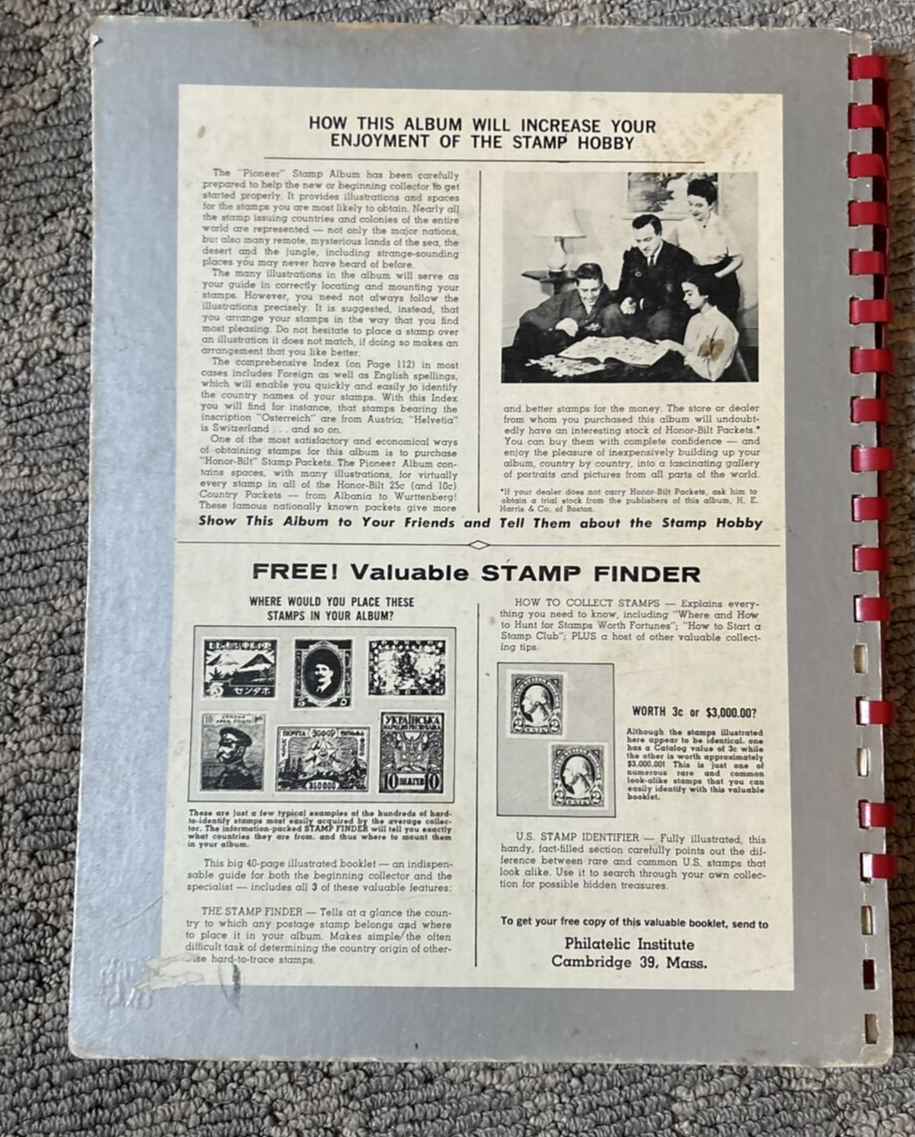 HOW THIS ALBUM WILL INCREASE YOUR
ENJOYMENT OF THE STAMP HOBBY
The "Pioneer" Stamp Album has been carefully
prepared to help the new or beginning collector to get
started properly. It provides illustrations and spaces
for the stamps you are most likely to obtain. Nearly all
the stamp issuing countries and colonies of the entire
world are represented — not only the major nations,
but also many remote, mysterious lands of the sea, the
desert and the jungle, including strange-sounding
places you may never have heard of before.
The many illustrations in the album will serve as
your guide in correctly locating and mounting your
stamps. However, you need not always follow the
illustrations precisely. It is suggested, instead, that
you arrange your stamps in the way that you find
most pleasing. Do not hesitate to place a stamp over
an illustration it does not match, if doing so makes an
arrangement that you like better.
The comprehensive Index (on Page 112) in most
cases includes Foreign as well as English spellings,
which will enable you quickly and easily to identify
the country names of your stamps. With this Index
you will find for instance, that stamps bearing the
inscription "Osterreich" are from Austria; "Helvetia"
is Switzerland . . . and so on.
One of the most satisfactory and economical ways
of obtaining stamps for this album is to purchase
"Honor-Bilt" Stamp Packets. The Pioneer Album con-
tains spaces, with many illustrations, for virtually
every stamp in all of the Honor-Bilt 25c (and 10c)
Country Packets — from Albania to Wurttenberg!
These famous nationally known packets give more
and better stamps for the money. The store or dealer
from whom you purchased this album will undoubt-
edly have an interesting stock of Honor-Bilt Packets.*
You can buy them with complete confidence — and
enjoy the pleasure of inexpensively building up your
album, country by country, into a fascinating gallery
of portraits and pictures from all parts of the world.
*If your dealer does not carry Honor-Bilt Packets, ask him to
obtain a trial stock from the publishers of this album, H. E.
Harris & Co. of Boston.
Show This Album to Your Friends and Tell Them about the Stamp Hobby
FREE! Valuable STAMP FINDER
WHERE WOULD YOU PLACE THESE
STAMPS IN YOUR ALBUM?
センタホ
10
ПОЧТА
350000
УКРАЇНСЬКА
10 ШАГІВ 10
These are just a few typical examples of the hundreds of hard-
to-identify stamps most easily acquired by the average collec-
tor. The information-packed STAMP FINDER will tell you exactly
what countries they are from, and thus where to mount them
in your album.
This big 40-page illustrated booklet — an indispen-
sable guide for both the beginning collector and the
specialist — includes all 3 of these valuable features:
THE STAMP FINDER — Tells at a glance the coun-
try to which any postage stamp belongs and where
to place it in your album. Makes simple the often
difficult task of determining the country origin of other-
wise hard-to-trace stamps.
HOW TO COLLECT STAMPS — Explains every-
thing you need to know, including "Where and How
to Hunt for Stamps Worth Fortunes"; "How to Start a
Stamp Club"; PLUS a host of other valuable collect-
ing tips.
2 2
2 2
WORTH 3c or $3,000.00?
Although the stamps illustrated
here appear to be identical, one
has a Catalog value of 3c while
the other is worth approximately
$3,000.00! This is just one of
numerous rare and common
look-alike stamps that you can
easily identify with this valuable
booklet.
U.S. STAMP IDENTIFIER — Fully illustrated, this
handy, fact-filled section carefully points out the dif-
ference between rare and common U.S. stamps that
look alike. Use it to search through your own collec-
tion for possible hidden treasures.
To get your free copy of this valuable booklet, send to
Philatelic Institute
Cambridge 39, Mass.